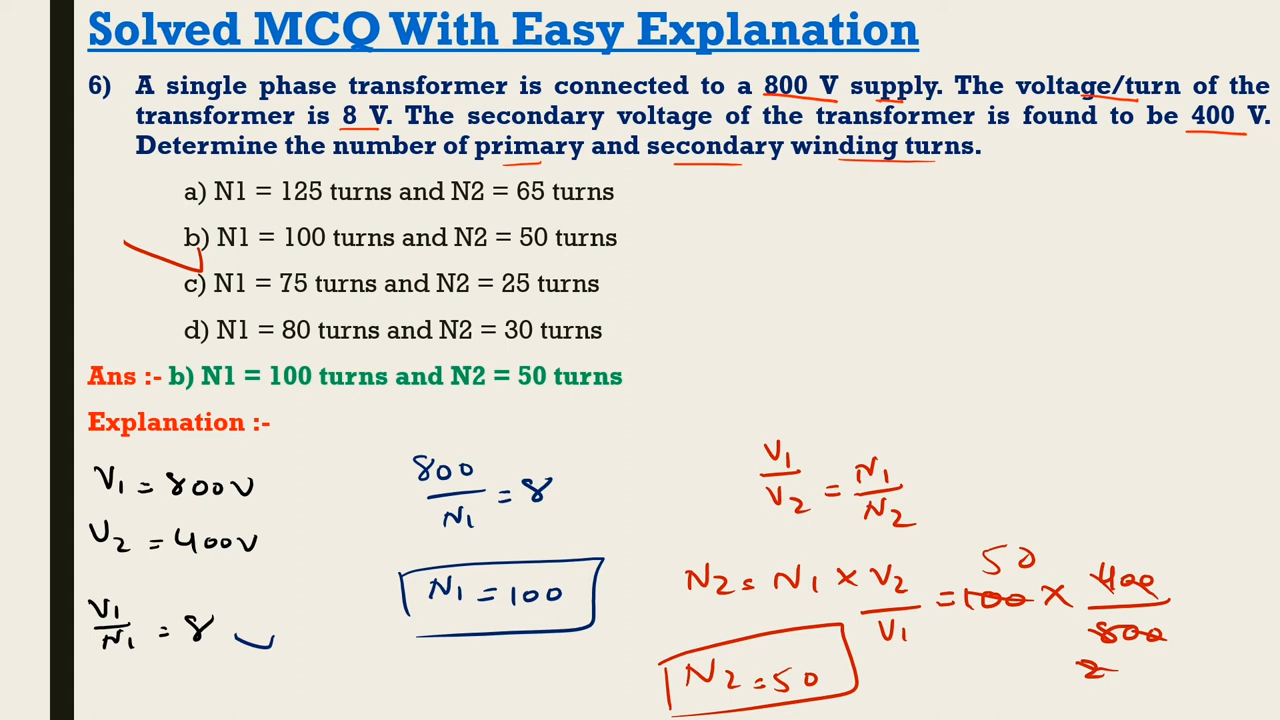 Solved MCQ With Easy Explanation
6) A single phase transformer is connected to a 800 V supply. The voltage/turn of the
transformer is 8 V. The secondary voltage of the transformer is found to be 400 V.
Determine the number of primary and secondary winding turns.
a) N1 = 125 turns and N2 = 65 turns
b) N1 = 100 turns and N2 = 50 turns
c) N1 = 75 turns and N2 = 25 turns
d) N1 = 80 turns and N2 = 30 turns
Ans :- b) N1 = 100 turns and N2 = 50 turns
Explanation :-
V1 = 800V
V2 = 400V
V1/N1 = 8
800/N1 = 8
N1 = 100
V1/V2 = N1/N2
N2 = N1 × V2/V1 = 100 50 × 400/800 2
N2 = 50